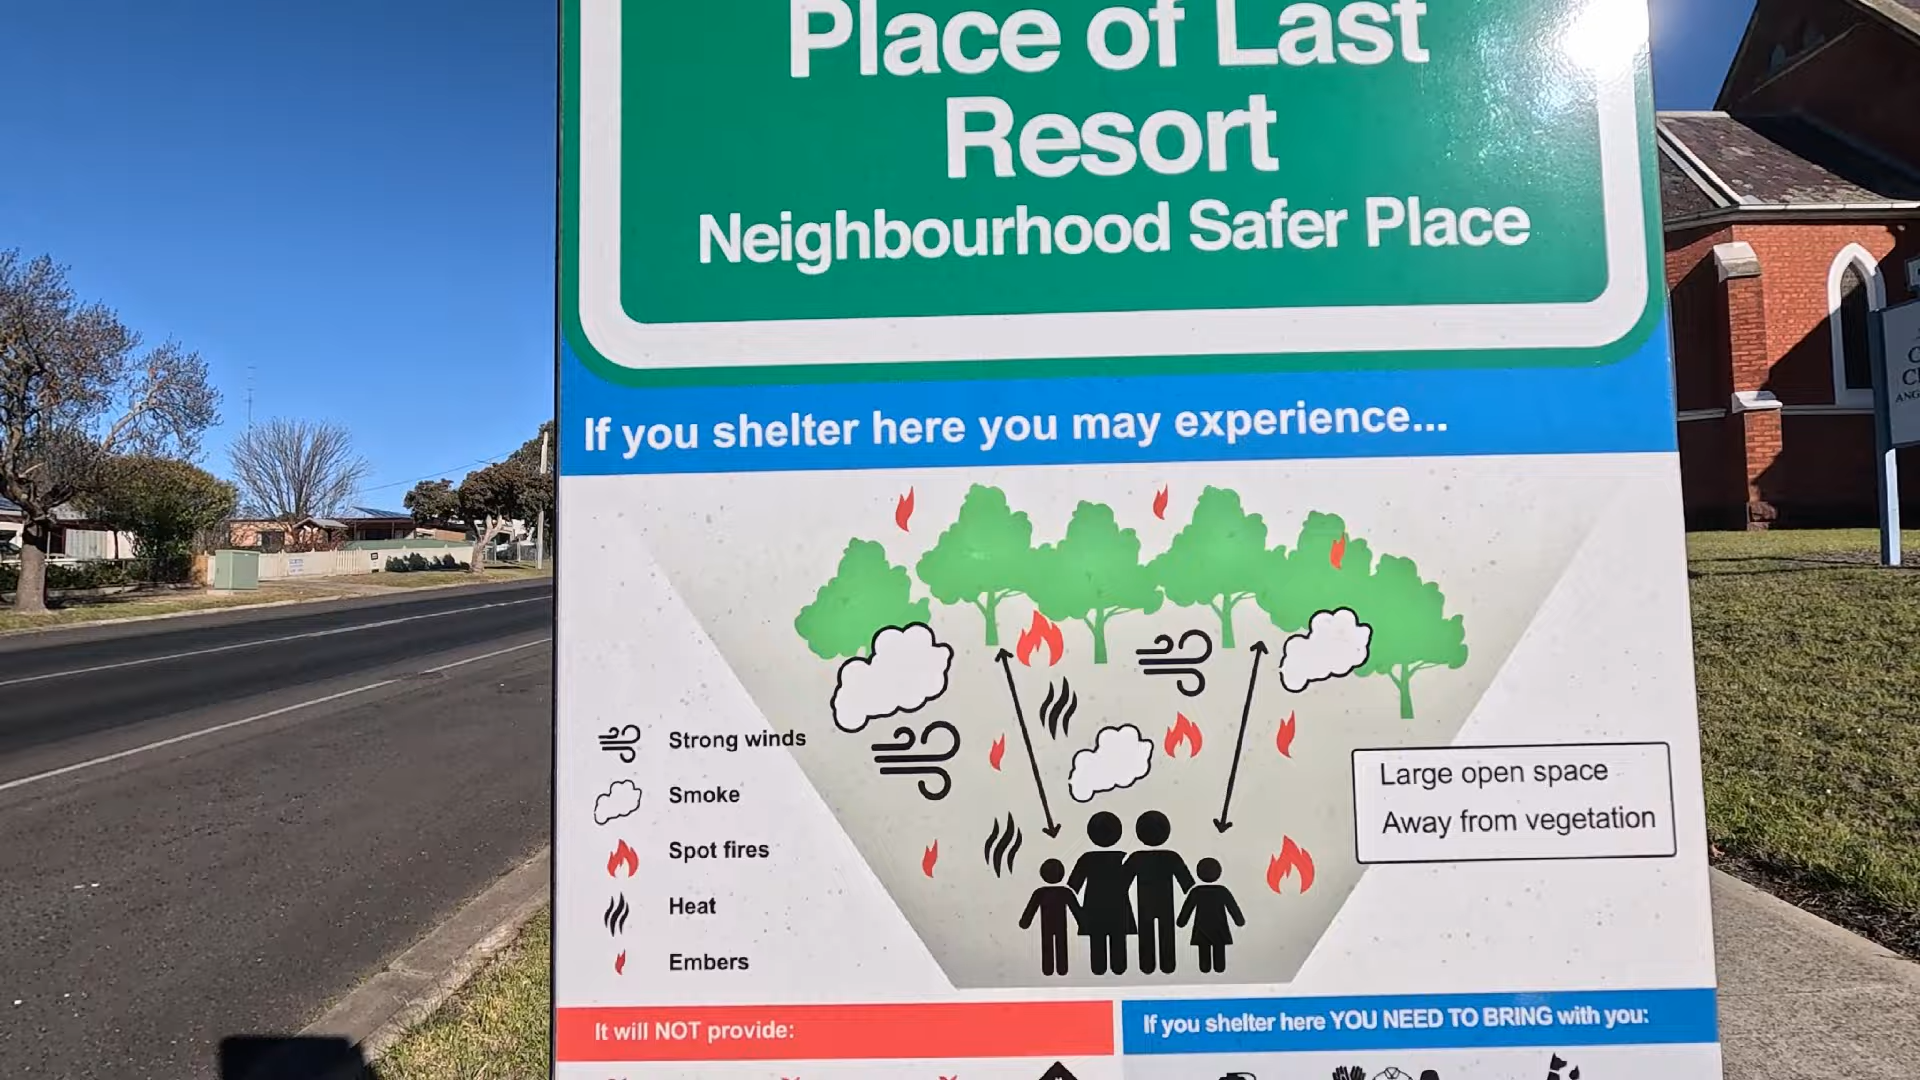 Place of Last
Resort
Neighbourhood Safer Place
If you shelter here you may experience...
Strong winds
Smoke
Spot fires
Heat
Embers
Large open space
Away from vegetation
It will NOT provide:
If you shelter here YOU NEED TO BRING with you: